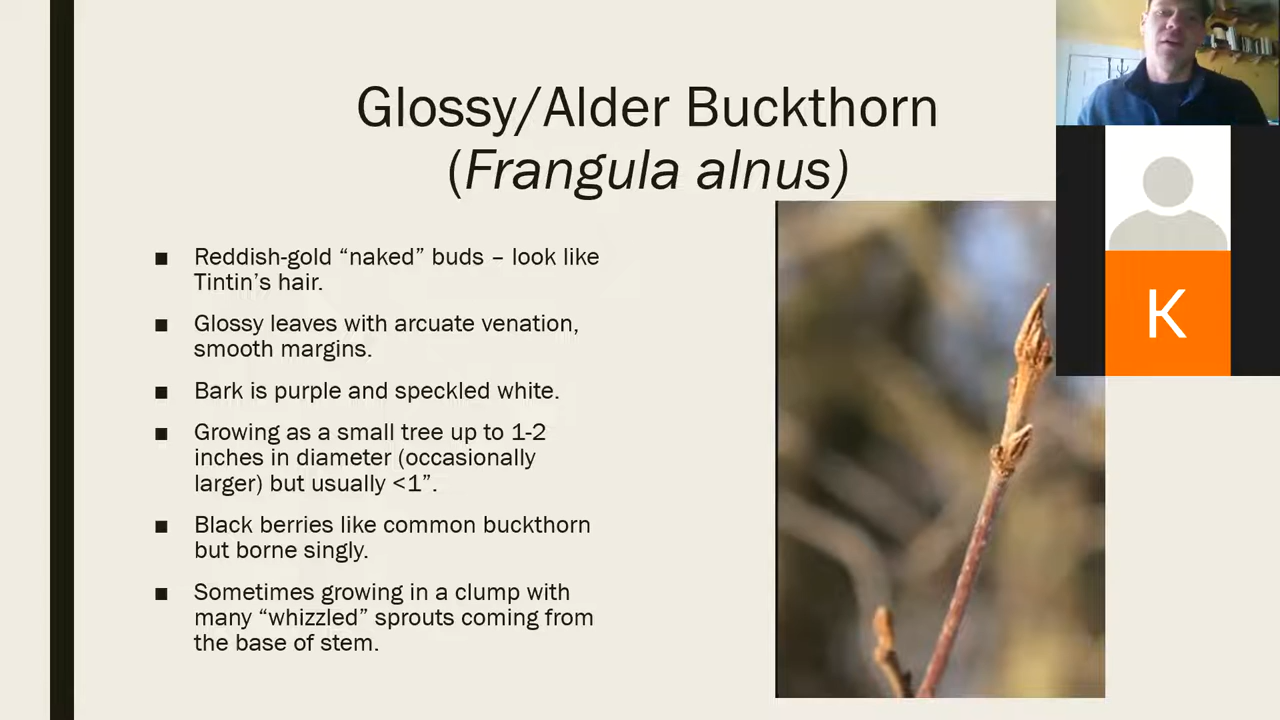 Glossy/Alder Buckthorn
(Frangula alnus)
■ Reddish-gold “naked” buds – look like
Tintin’s hair.
■ Glossy leaves with arcuate venation,
smooth margins.
■ Bark is purple and speckled white.
■ Growing as a small tree up to 1-2
inches in diameter (occasionally
larger) but usually <1”.
■ Black berries like common buckthorn
but borne singly.
■ Sometimes growing in a clump with
many “whizzled” sprouts coming from
the base of stem.
K